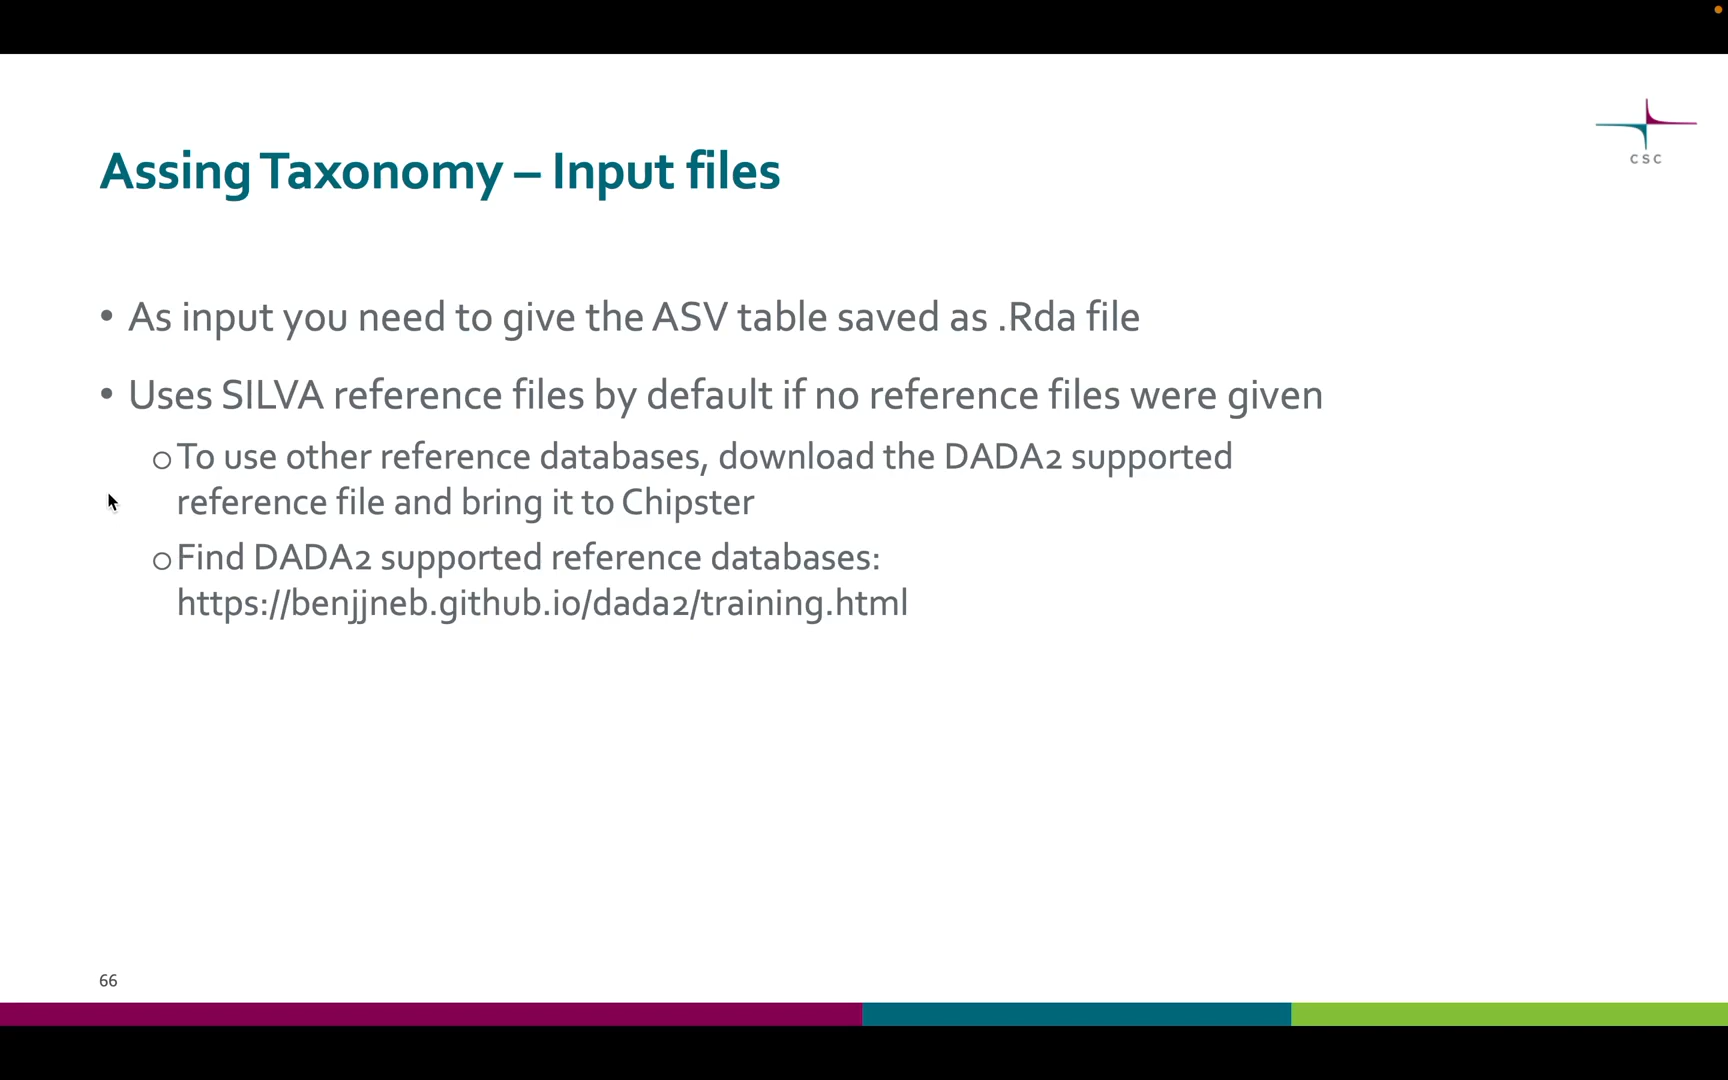 CSC
Assing Taxonomy – Input files
• As input you need to give the ASV table saved as .Rda file
• Uses SILVA reference files by default if no reference files were given
o To use other reference databases, download the DADA2 supported
reference file and bring it to Chipster
o Find DADA2 supported reference databases:
https://benjjneb.github.io/dada2/training.html
66